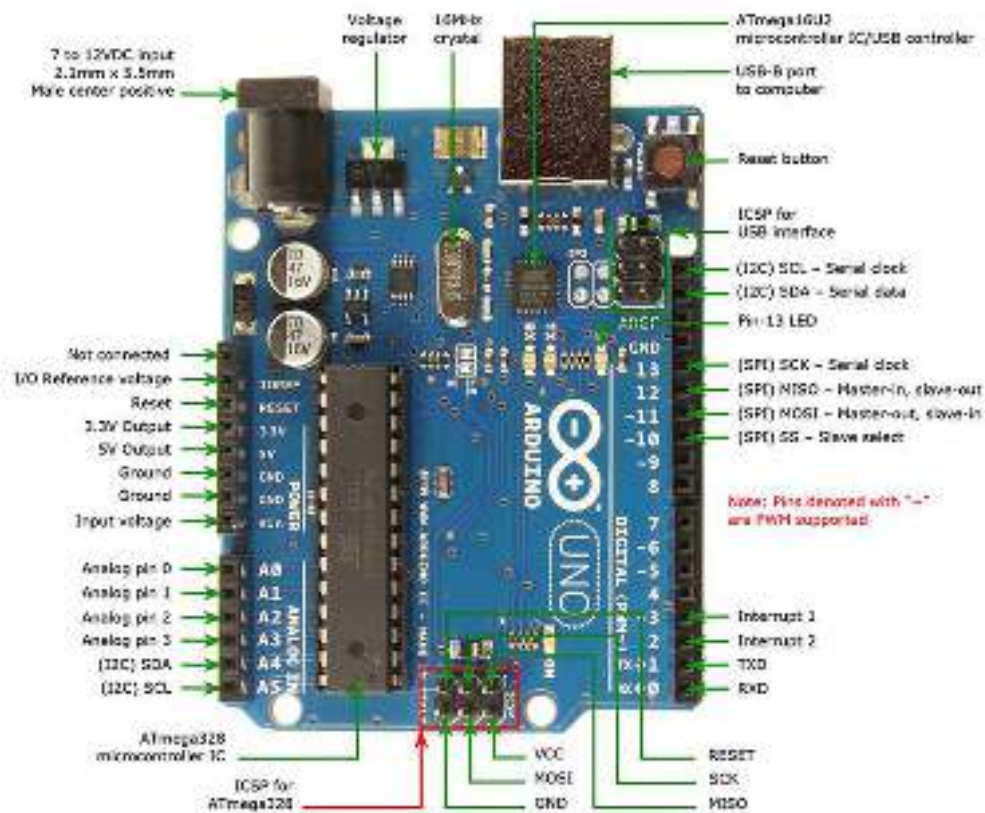 Voltage
regulator
16MHz
crystal
ATmega16U2
microcontroller IC/USB controller
7 to 12VDC input
2.1mm x 5.5mm
Male center positive
USB-B port
to computer
Reset button
ICSP for
USB interface
(I2C) SCL – Serial clock
(I2C) SDA – Serial data
Pin-13 LED
(SPI) SCK – Serial clock
(SPI) MISO – Master-in, slave-out
(SPI) MOSI – Master-out, slave-in
(SPI) SS – Slave select
Note: Pins denoted with "~"
are PWM supported
Interrupt 1
Interrupt 2
TXD
RXD
Not connected
I/O Reference voltage
Reset
3.3V Output
5V Output
Ground
Ground
Input voltage
Analog pin 0
Analog pin 1
Analog pin 2
Analog pin 3
(I2C) SDA
(I2C) SCL
ATmega328
microcontroller IC
ICSP for
ATmega328
VCC
MOSI
GND
RESET
SCK
MISO
47
16V
47
16V
IOREF
RESET
3.3V
5V
GND
GND
Vin
POWER
A0
A1
A2
A3
A4
A5
ANALOG IN
AREF
GND
13
12
~11
~10
~9
8
7
~6
~5
4
~3
2
1
0
DIGITAL (PWM~)
TX
RX
ARDUINO
UNO
ON
ICSP